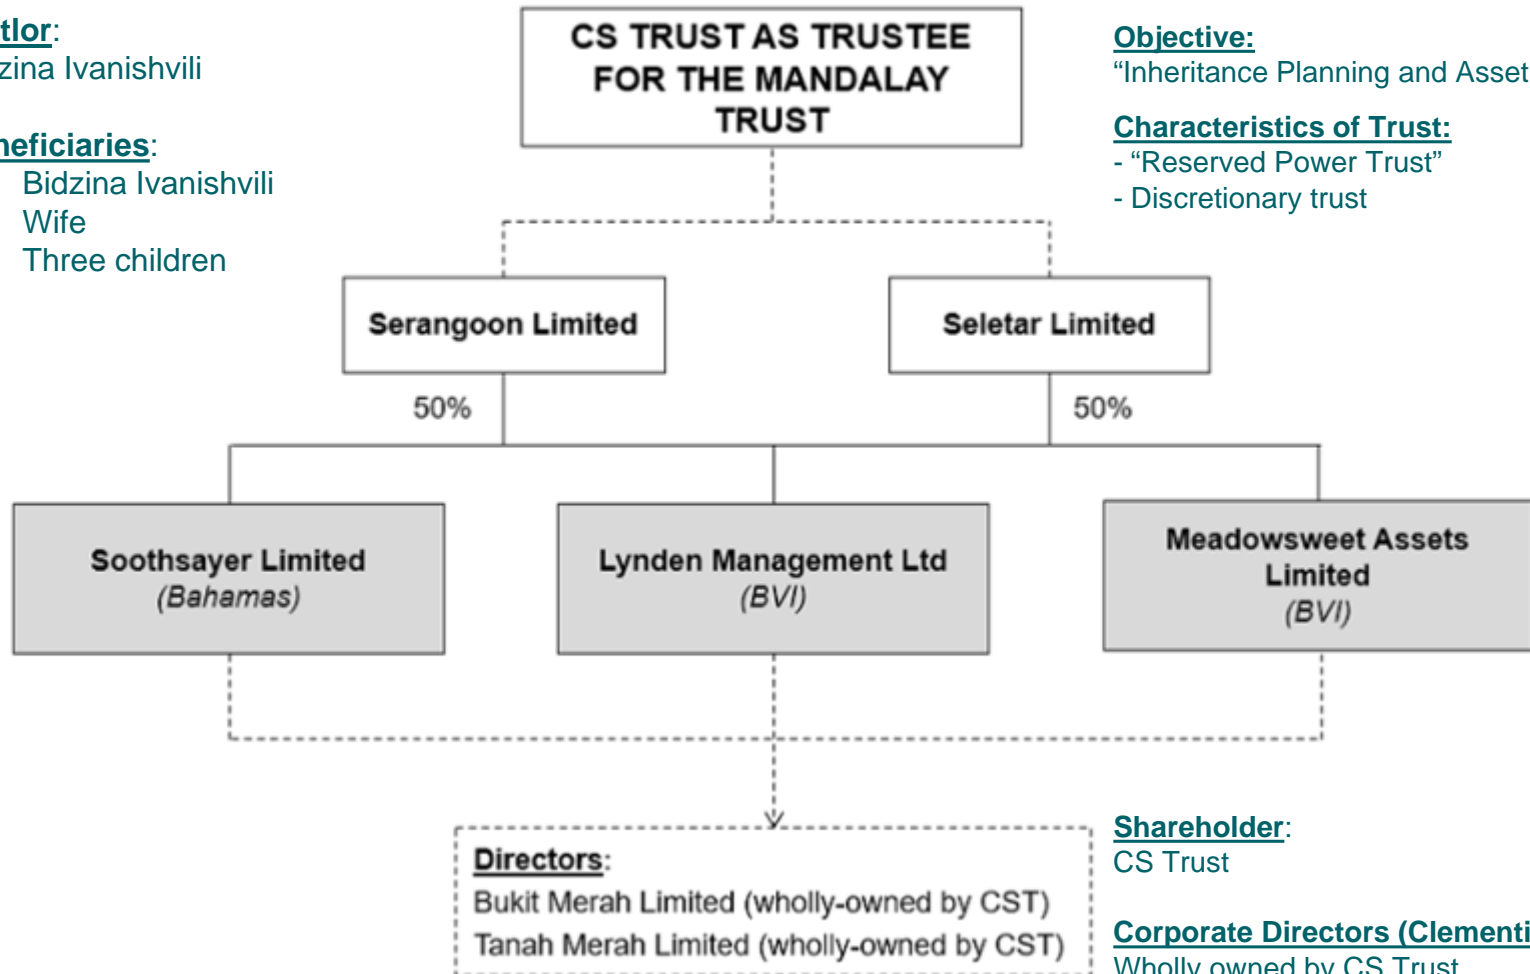 tlor:
zina Ivanishvili
neficiaries:
Bidzina Ivanishvili
Wife
Three children
CS TRUST AS TRUSTEE
FOR THE MANDALAY
TRUST
Objective:
“Inheritance Planning and Asset
Characteristics of Trust:
- “Reserved Power Trust”
- Discretionary trust
Serangoon Limited
Seletar Limited
50%
50%
Soothsayer Limited
(Bahamas)
Lynden Management Ltd
(BVI)
Meadowsweet Assets
Limited
(BVI)
Directors:
Bukit Merah Limited (wholly-owned by CST)
Tanah Merah Limited (wholly-owned by CST)
Shareholder:
CS Trust
Corporate Directors (Clementi
Wholly owned by CS Trust